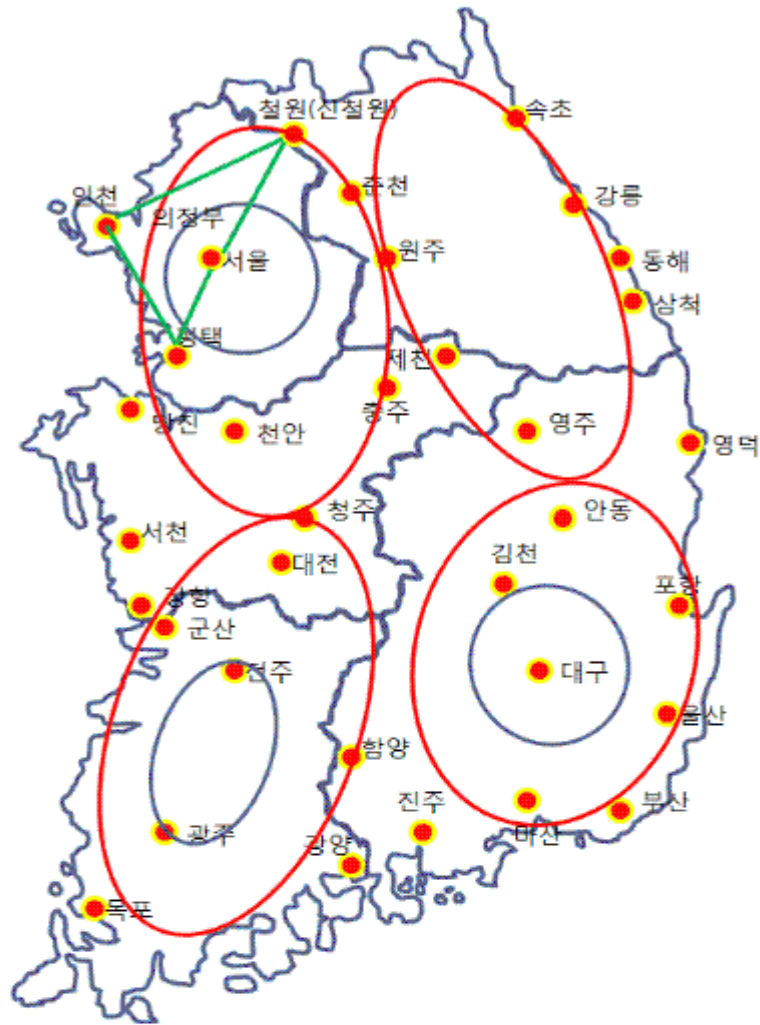 철원(신철원)
속초
춘천
인천
의정부
강릉
서울
원주
동해
삼척
평택
제천
당진
천안
충주
영주
영덕
서천
청주
안동
대전
김천
장항
포항
군산
전주
대구
울산
함양
진주
마산
부산
광주
광양
목포